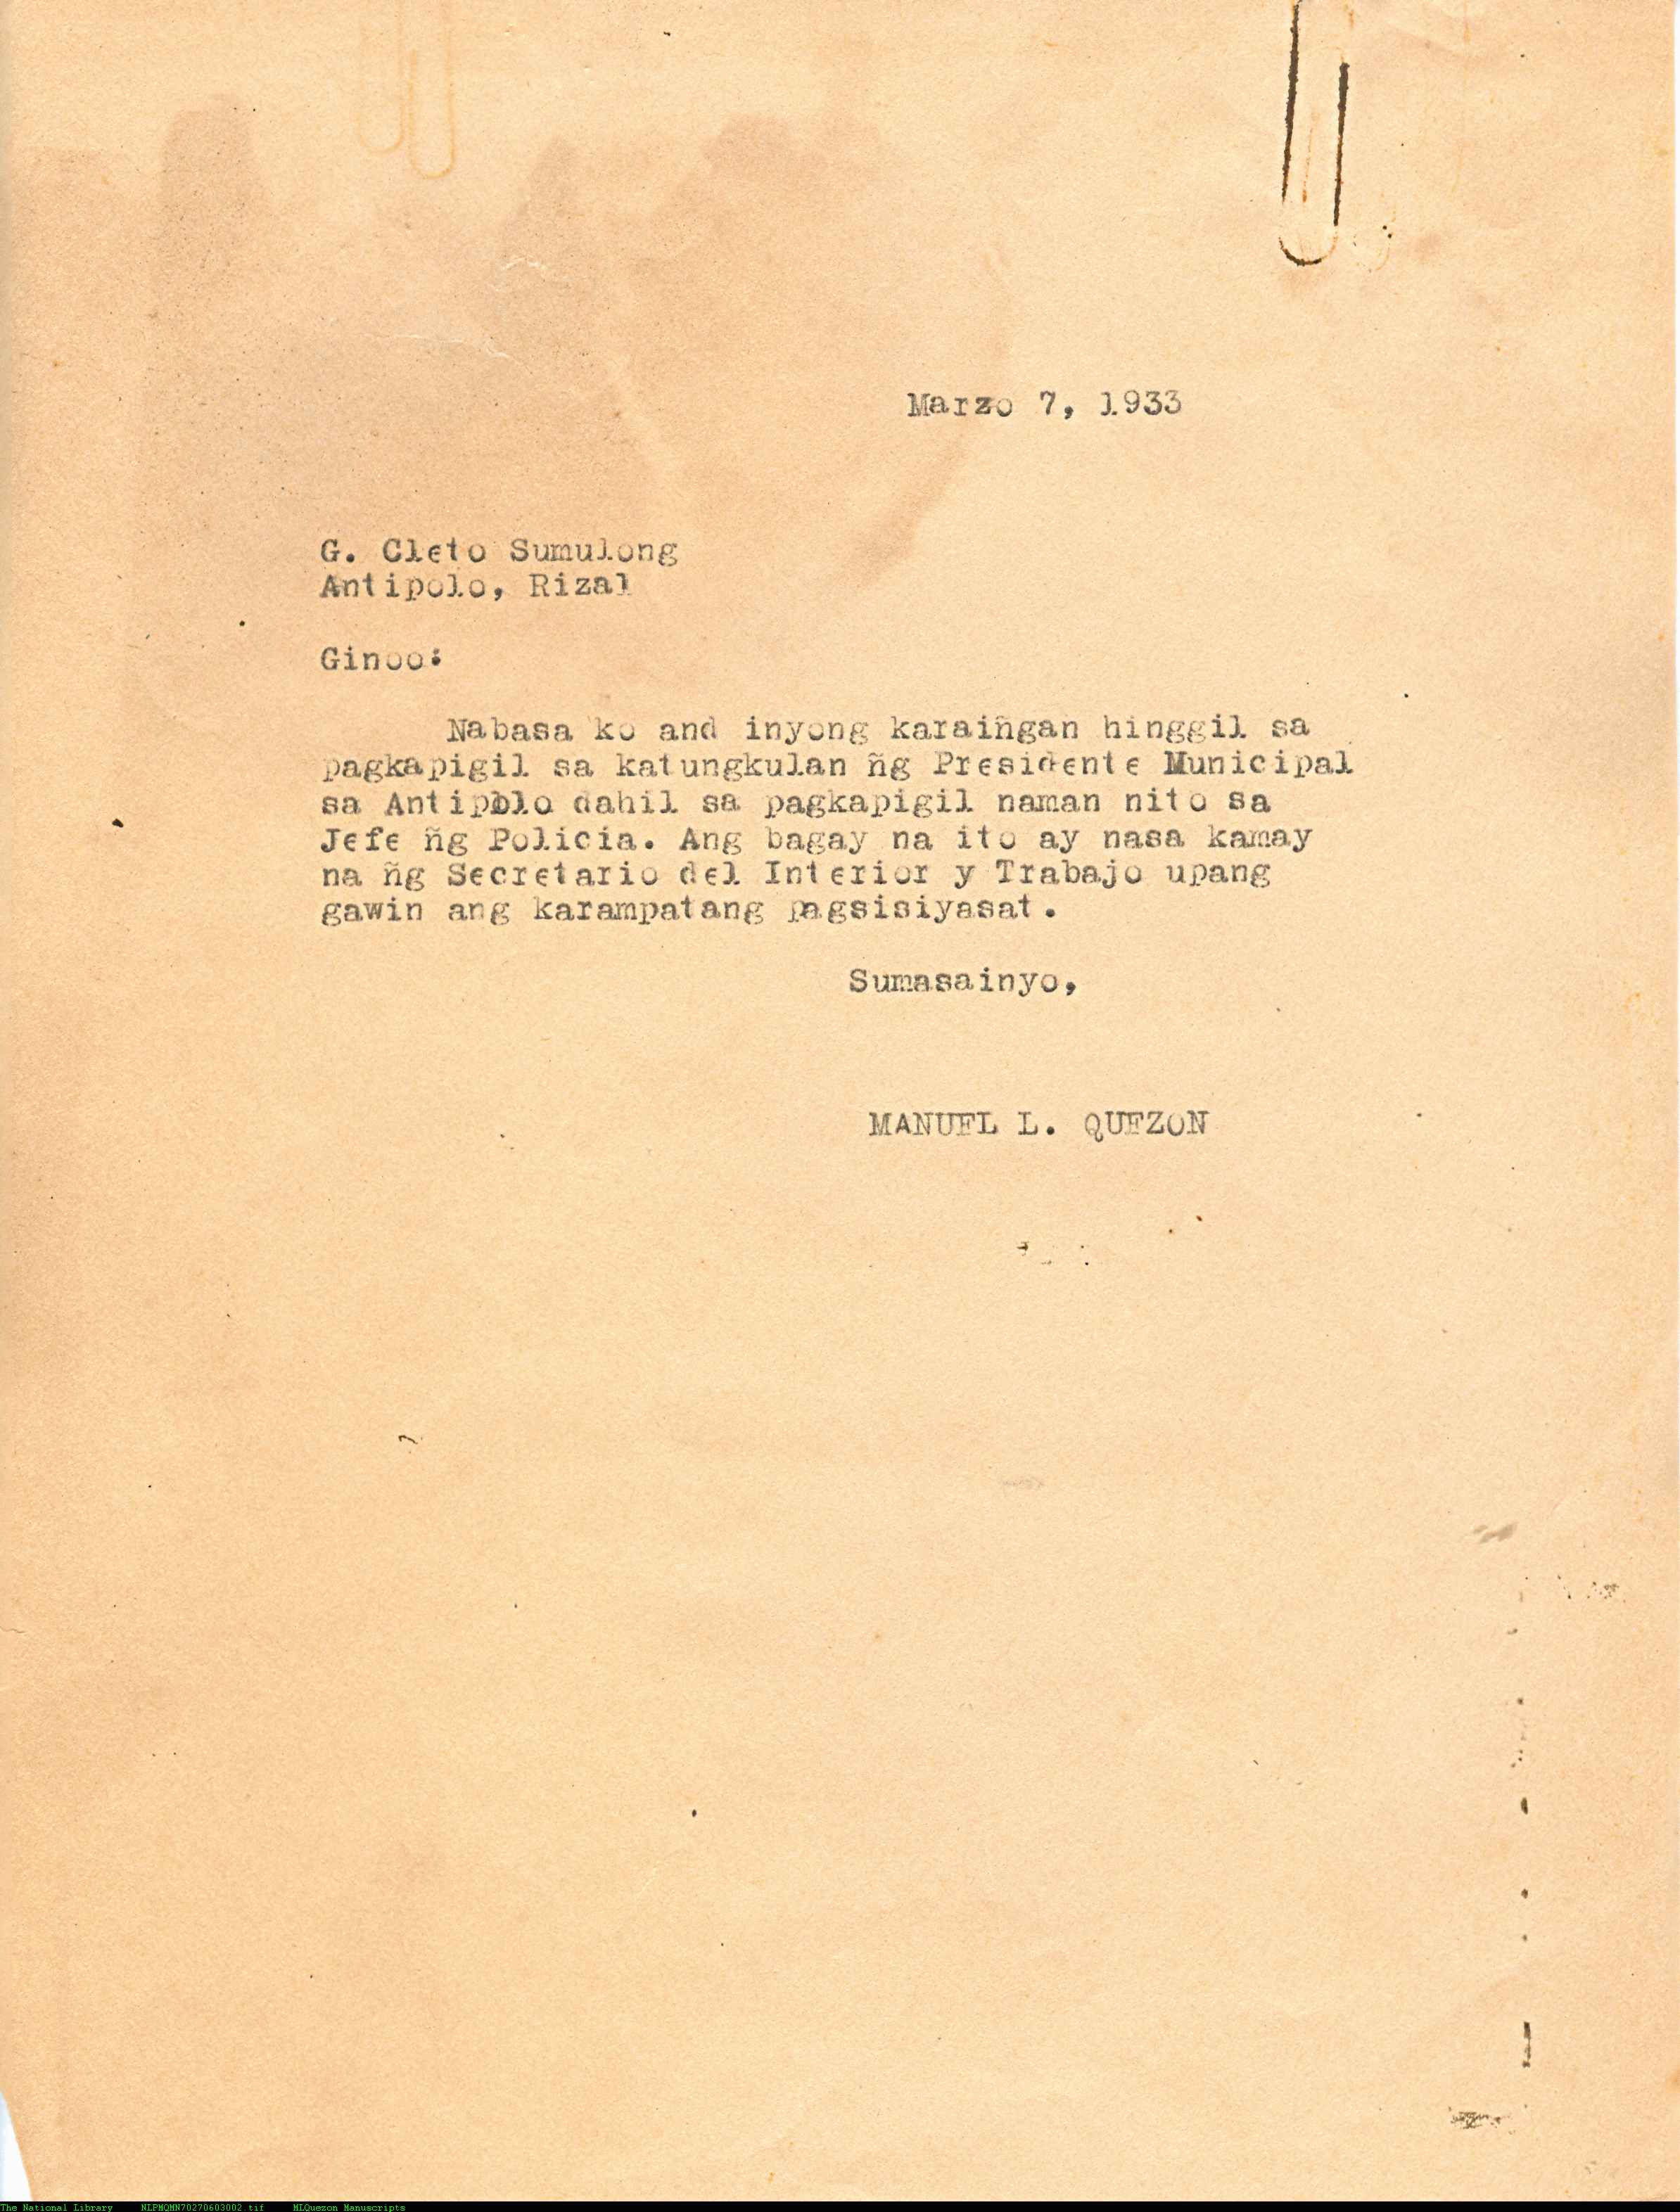 Marzo 7, 1933
G. Cleto Sumulong
Antipolo, Rizal
Ginoo:
Nabasa ko and inyong karaiñgan hinggil sa
pagkapigil sa katungkulan ñg Presidente Municipal
sa Antipolo dahil sa pagkapigil naman nito sa
Jefe ñg Policia. Ang bagay na ito ay nasa kamay
na ñg Secretario del Interior y Trabajo upang
gawin ang karampatang pagsisiyasat.
Sumasainyo,
MANUEL L. QUEZON
The National Library NLPMQMN70270603002.tif MLQuezon Manuscripts